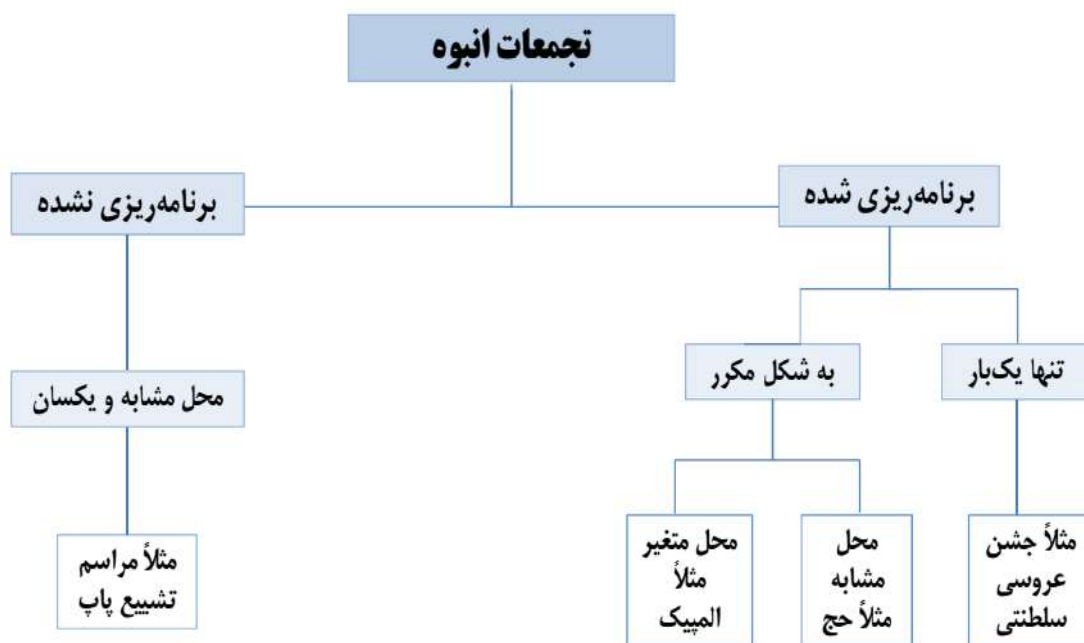 تجمعات انبوه
برنامه‌ریزی شده
برنامه‌ریزی نشده
تنها یک‌بار
به شکل مکرر
محل مشابه و یکسان
مثلاً جشن
عروسی
سلطنتی
محل
مشابه
مثلاً حج
محل متغیر
مثلاً
المپیک
مثلاً مراسم
تشییع پاپ